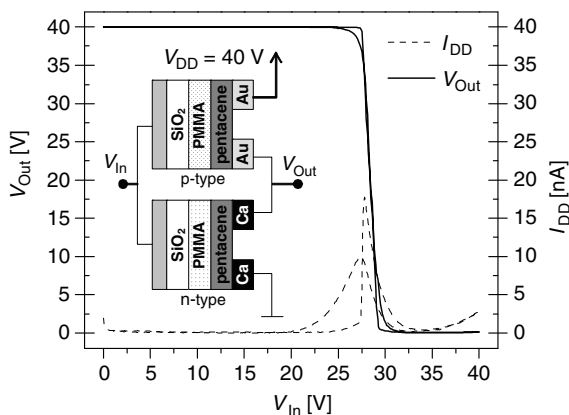 40
35
30
25
20
15
10
5
0
V_Out [V]
0 5 10 15 20 25 30 35 40
V_In [V]
40
35
30
25
20
15
10
5
0
I_DD [nA]
I_DD
V_Out
V_DD = 40 V
SiO₂
PMMA
pentacene
Au
Au
p-type
V_In
V_Out
SiO₂
PMMA
pentacene
Ca
Ca
n-type